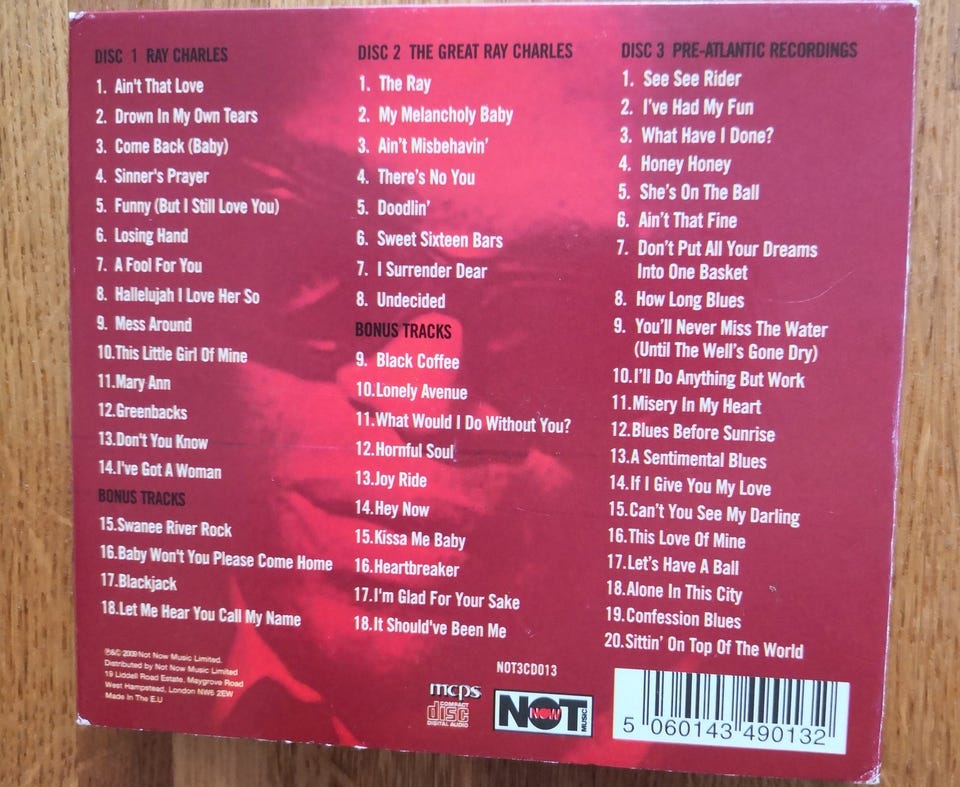 DISC 1 RAY CHARLES
1. Ain't That Love
2. Drown In My Own Tears
3. Come Back (Baby)
4. Sinner's Prayer
5. Funny (But I Still Love You)
6. Losing Hand
7. A Fool For You
8. Hallelujah I Love Her So
9. Mess Around
10.This Little Girl Of Mine
11.Mary Ann
12.Greenbacks
13.Don't You Know
14.I've Got A Woman
BONUS TRACKS
15.Swanee River Rock
16.Baby Won't You Please Come Home
17.Blackjack
18.Let Me Hear You Call My Name
℗&© 2009 Not Now Music Limited.
Distributed by Not Now Music Limited
19 Liddell Road Estate, Maygrove Road
West Hampstead, London NW6 2EW
Made In The E.U
DISC 2 THE GREAT RAY CHARLES
1. The Ray
2. My Melancholy Baby
3. Ain't Misbehavin'
4. There's No You
5. Doodlin'
6. Sweet Sixteen Bars
7. I Surrender Dear
8. Undecided
BONUS TRACKS
9. Black Coffee
10.Lonely Avenue
11.What Would I Do Without You?
12.Hornful Soul
13.Joy Ride
14.Hey Now
15.Kissa Me Baby
16.Heartbreaker
17.I'm Glad For Your Sake
18.It Should've Been Me
DISC 3 PRE-ATLANTIC RECORDINGS
1. See See Rider
2. I've Had My Fun
3. What Have I Done?
4. Honey Honey
5. She's On The Ball
6. Ain't That Fine
7. Don't Put All Your Dreams
Into One Basket
8. How Long Blues
9. You'll Never Miss The Water
(Until The Well's Gone Dry)
10.I'll Do Anything But Work
11.Misery In My Heart
12.Blues Before Sunrise
13.A Sentimental Blues
14.If I Give You My Love
15.Can't You See My Darling
16.This Love Of Mine
17.Let's Have A Ball
18.Alone In This City
19.Confession Blues
20.Sittin' On Top Of The World
NOT3CD013
mcps
COMPACT
disc
DIGITAL AUDIO
NOT NOW MUSIC
5 060143 490132